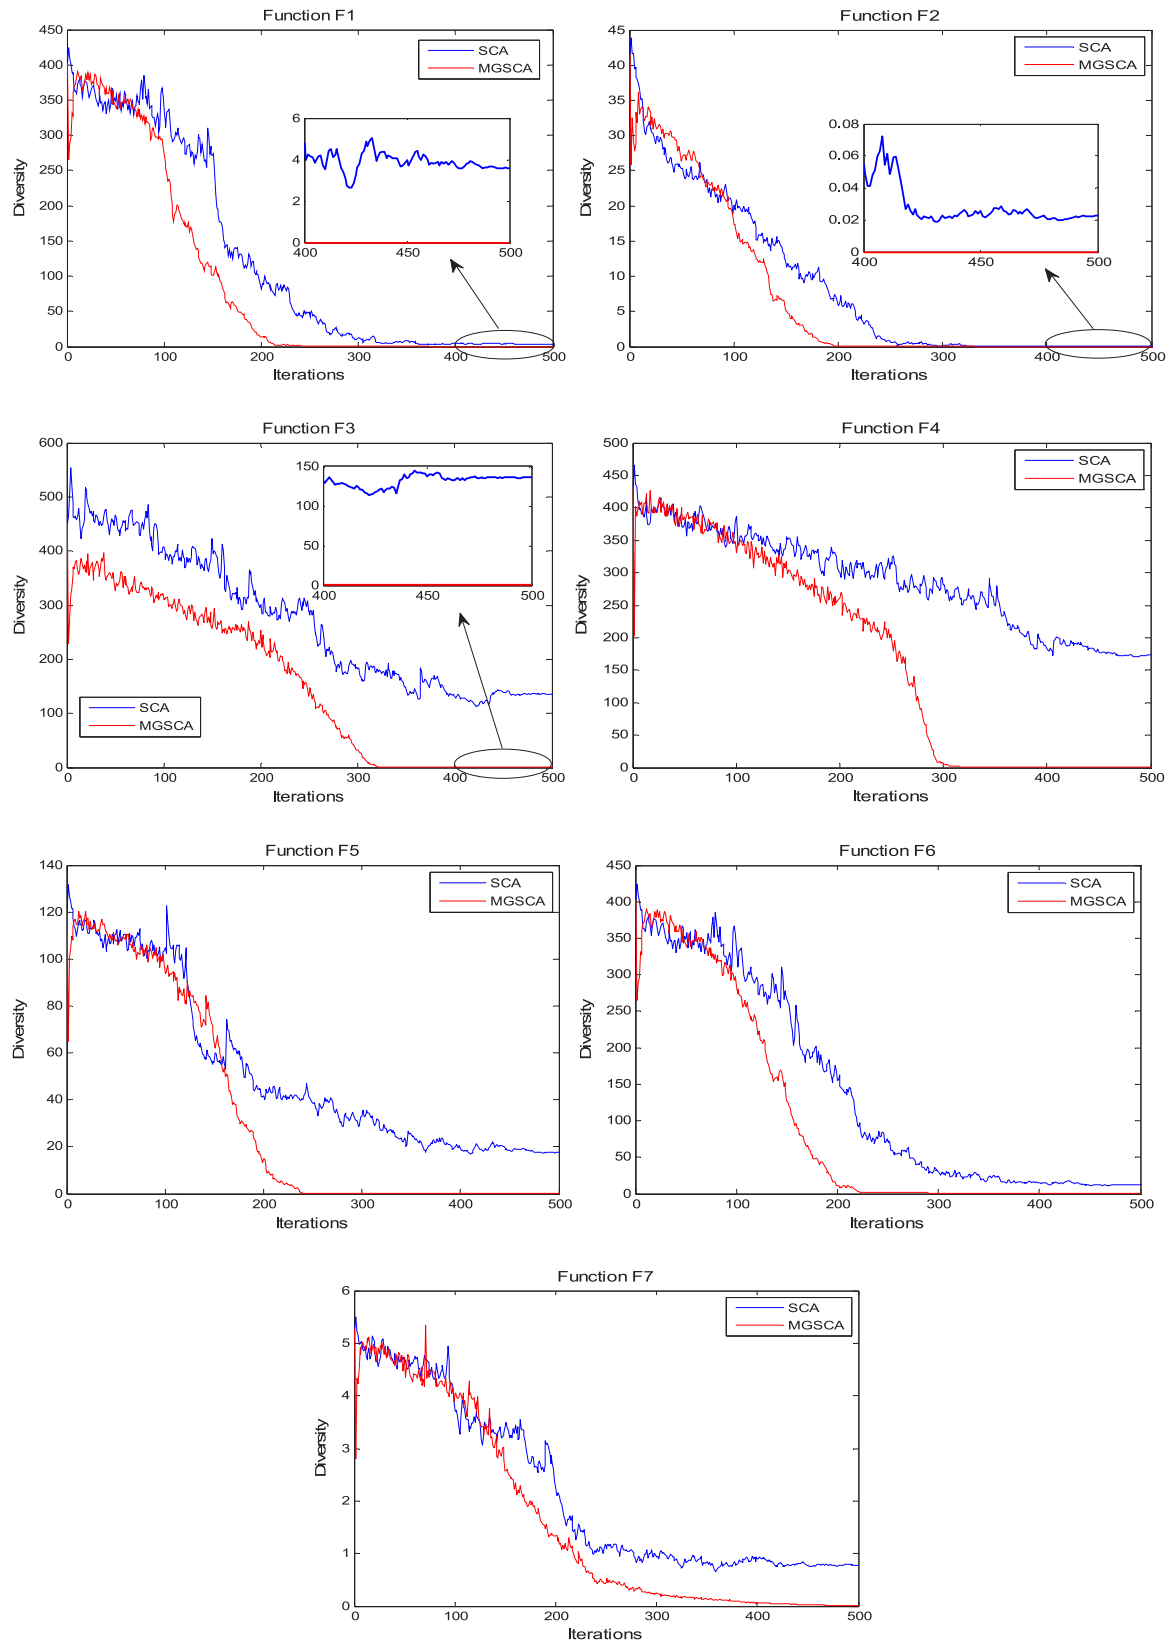 Function F1
450
400
350
300
250
200
150
100
50
0
Diversity
SCA
MGSCA
6
4
2
0
400 450 500
0 100 200 300 400 500
Iterations
Function F2
45
40
35
30
25
20
15
10
5
0
Diversity
SCA
MGSCA
0.08
0.06
0.04
0.02
0
400 450 500
0 100 200 300 400 500
Iterations
Function F3
600
500
400
300
200
100
0
Diversity
150
100
50
0
400 450 500
SCA
MGSCA
0 100 200 300 400 500
Iterations
Function F4
500
450
400
350
300
250
200
150
100
50
0
Diversity
SCA
MGSCA
0 100 200 300 400 500
Iterations
Function F5
140
120
100
80
60
40
20
0
Diversity
SCA
MGSCA
0 100 200 300 400 500
Iterations
Function F6
450
400
350
300
250
200
150
100
50
0
Diversity
SCA
MGSCA
0 100 200 300 400 500
Iterations
Function F7
6
5
4
3
2
1
0
Diversity
SCA
MGSCA
0 100 200 300 400 500
Iterations